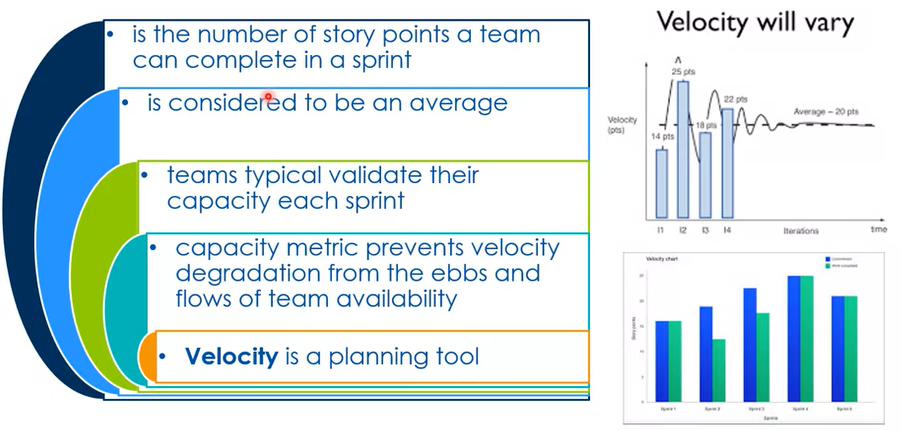 is the number of story points a team
can complete in a sprint
is considered to be an average
teams typical validate their
capacity each sprint
capacity metric prevents velocity
degradation from the ebbs and
flows of team availability
Velocity is a planning tool
Velocity will vary
25 pts
22 pts
Average – 20 pts
Velocity
(pts)
18 pts
14 pts
I1 I2 I3 I4 Iterations time
Velocity chart
Commitment
Work completed
Story points
Sprint 1 Sprint 2 Sprint 3 Sprint 4 Sprint 5
Sprints